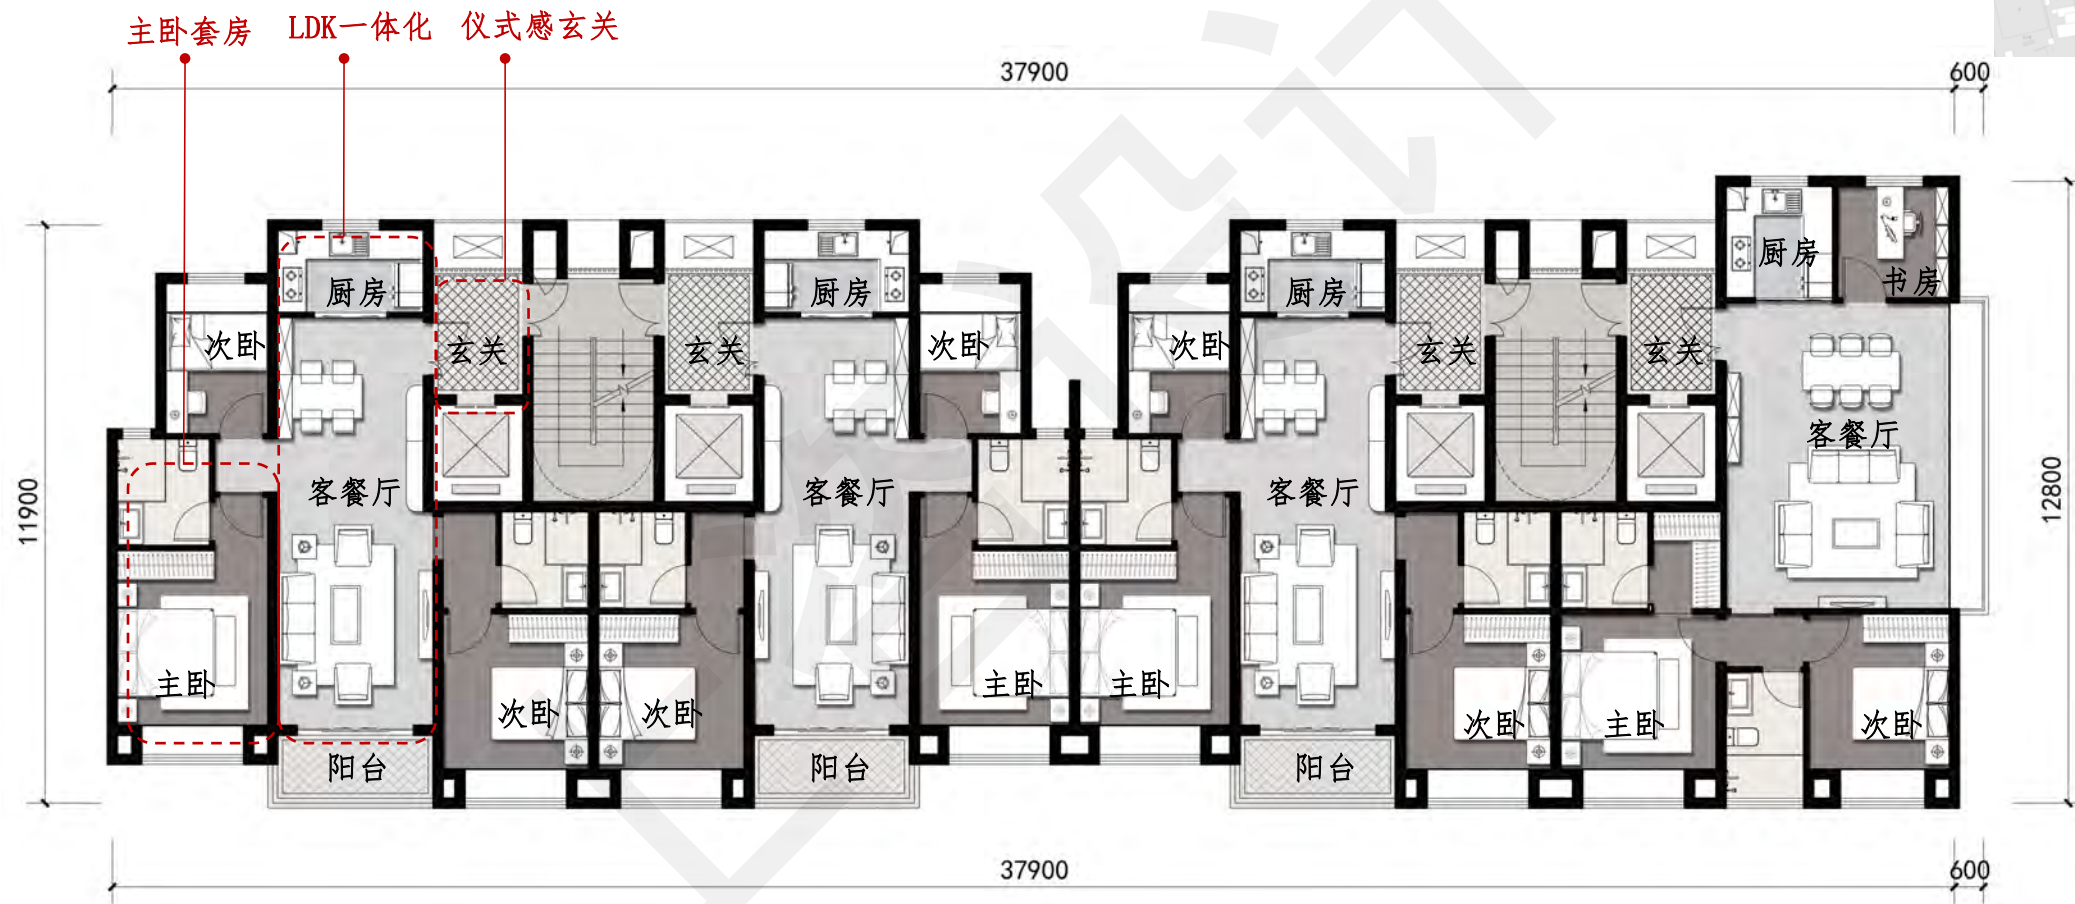 主卧套房 LDK一体化 仪式感玄关
37900 600
厨房 厨房 厨房 厨房 书房
次卧 玄关 玄关 次卧 次卧 玄关 玄关
客餐厅 客餐厅 客餐厅 客餐厅
11900 12800
主卧 次卧 次卧 主卧 主卧 次卧 主卧 次卧
阳台 阳台 阳台
37900 600
设计